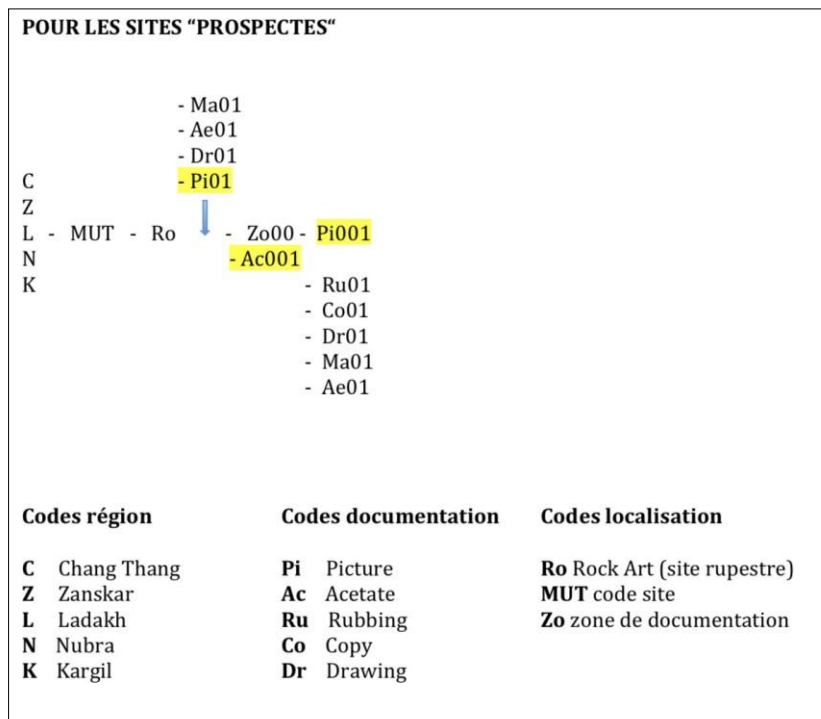 POUR LES SITES “PROSPECTES“
- Ma01
- Ae01
- Dr01
C - Pi01
Z
L - MUT - Ro - Zo00 - Pi001
N - Ac001
K - Ru01
- Co01
- Dr01
- Ma01
- Ae01
Codes région Codes documentation Codes localisation
C Chang Thang Pi Picture Ro Rock Art (site rupestre)
Z Zanskar Ac Acetate MUT code site
L Ladakh Ru Rubbing Zo zone de documentation
N Nubra Co Copy
K Kargil Dr Drawing